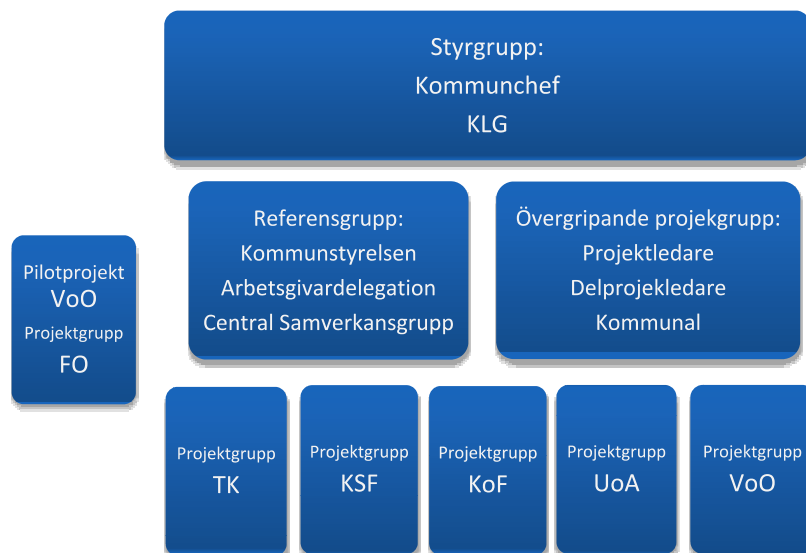 Styrgrupp:
Kommunchef
KLG
Referensgrupp:
Kommunstyrelsen
Arbetsgivardelegation
Central Samverkansgrupp
Övergripande projekgrupp:
Projektledare
Delprojekledare
Kommunal
Pilotprojekt
VoO
Projektgrupp
FO
Projektgrupp
TK
Projektgrupp
KSF
Projektgrupp
KoF
Projektgrupp
UoA
Projektgrupp
VoO